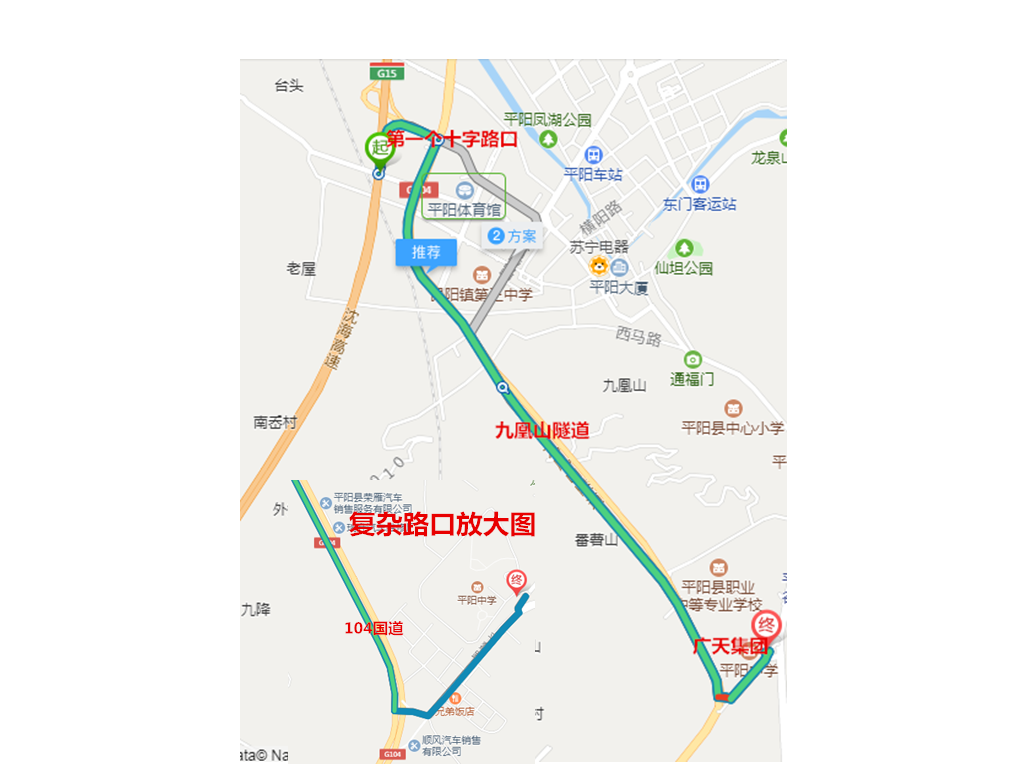 G15
台头
平阳凤湖公园
第一个十字路口
起
平阳车站
龙泉山
G104
平阳体育馆
东门客运站
横阳路
2 方案
推荐
苏宁电器
仙坛公园
老屋
平阳大厦
昆阳镇第二中学
沈海高速
西马路
通福门
九凰山
南岙村
平阳县中心小学
九凰山隧道
平
外
平阳县荣雁汽车
销售服务有限公司
复杂路口放大图
番薯山
平阳县职业
中等专业学校
终
平阳中学
九降
104国道
终
广天集团
平阳中学
山
村
兄弟饭店
顺风汽车销售
有限公司
G104
ata© Na